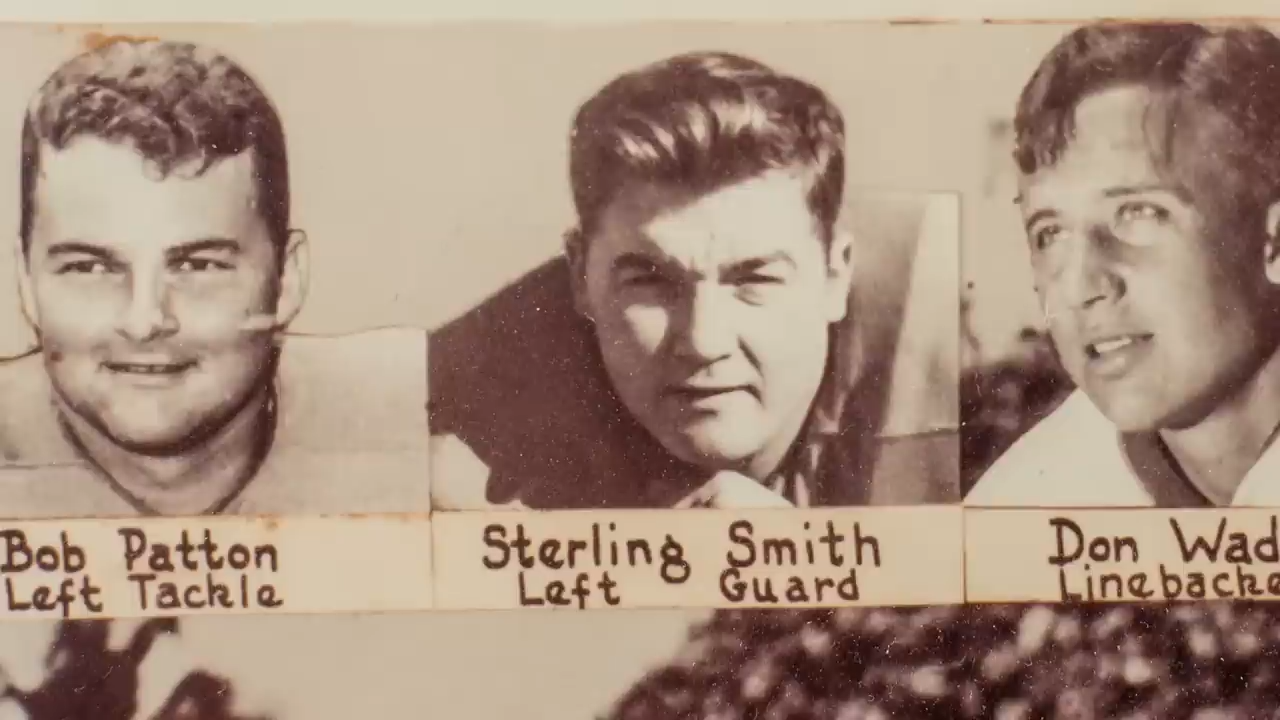 Bob Patton
Left Tackle
Sterling Smith
Left Guard
Don Wad
Linebacke